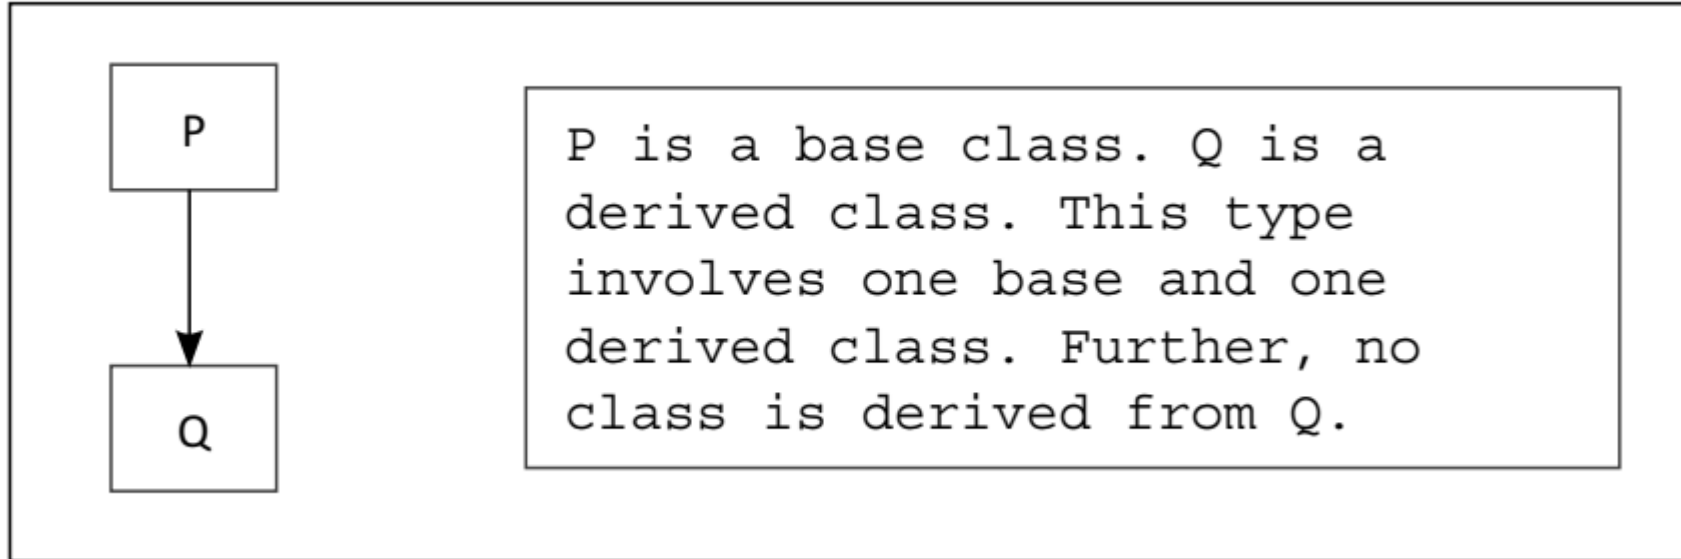 P
P is a base class. Q is a
derived class. This type
involves one base and one
derived class. Further, no
class is derived from Q.
Q